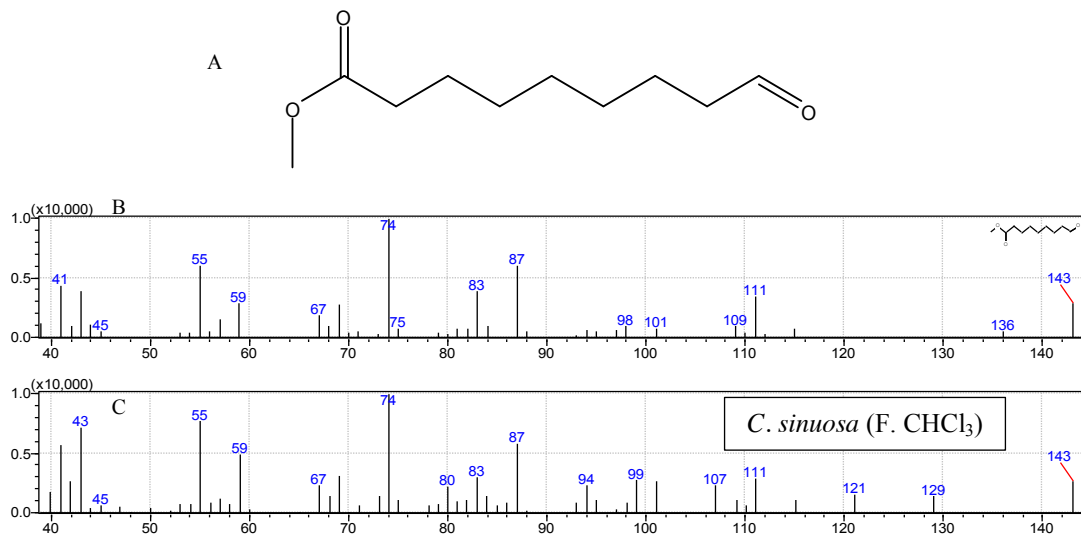 A
O
O
O
(x10,000) B
1.0
0.5
0.0
41 45 55 59 67 74 75 83 87 98 101 109 111 136 143
40 50 60 70 80 90 100 110 120 130 140
(x10,000) C
1.0
0.5
0.0
43 45 55 59 67 74 80 83 87 94 99 107 111 121 129 143
C. sinuosa (F. CHCl₃)
40 50 60 70 80 90 100 110 120 130 140